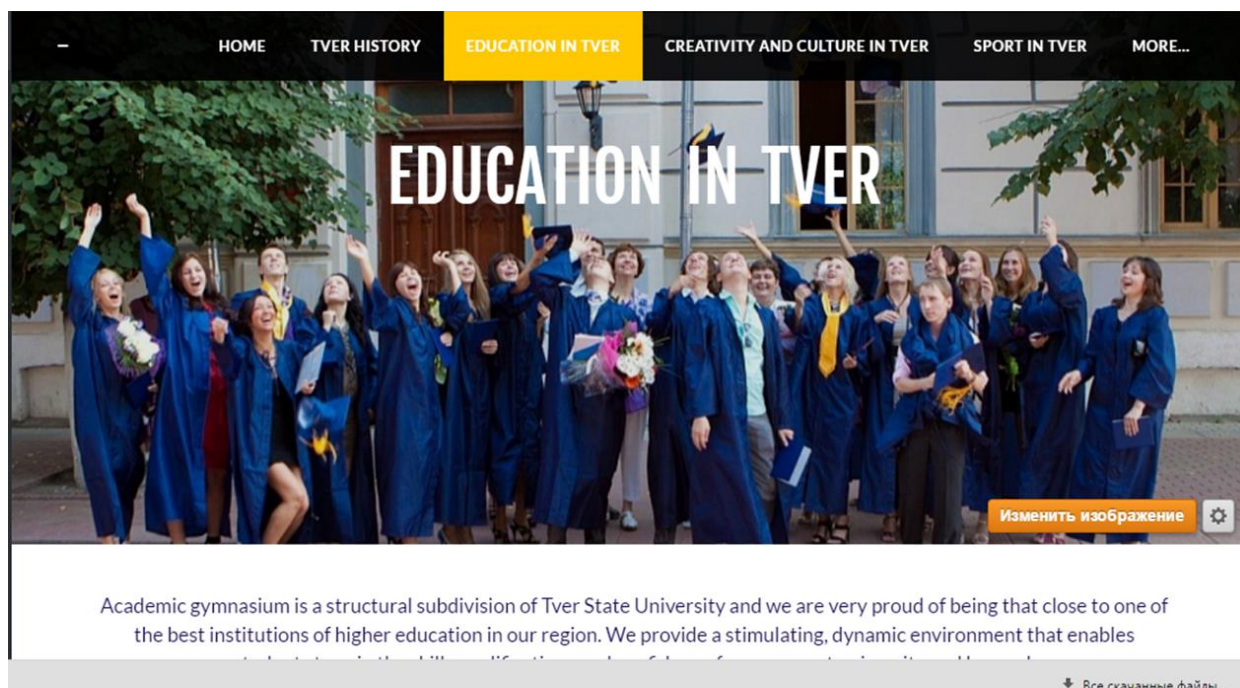 – HOME TVER HISTORY EDUCATION IN TVER CREATIVITY AND CULTURE IN TVER SPORT IN TVER MORE...
EDUCATION IN TVER
Изменить изображение
Academic gymnasium is a structural subdivision of Tver State University and we are very proud of being that close to one of
the best institutions of higher education in our region. We provide a stimulating, dynamic environment that enables
Все скачанные файлы